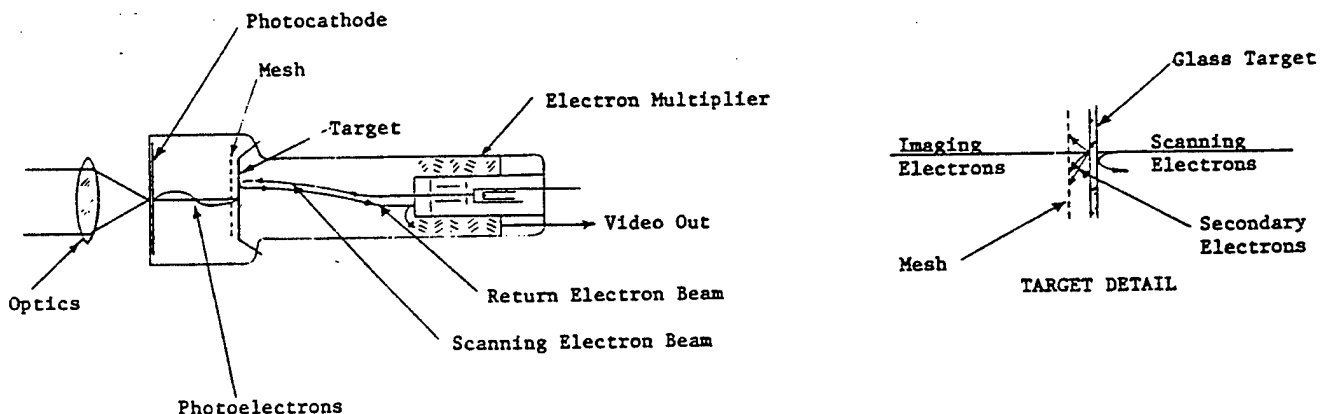 Photocathode
Mesh
Target
Electron Multiplier
Video Out
Return Electron Beam
Scanning Electron Beam
Optics
Photoelectrons
Glass Target
Imaging
Electrons
Scanning
Electrons
Secondary
Electrons
Mesh
TARGET DETAIL